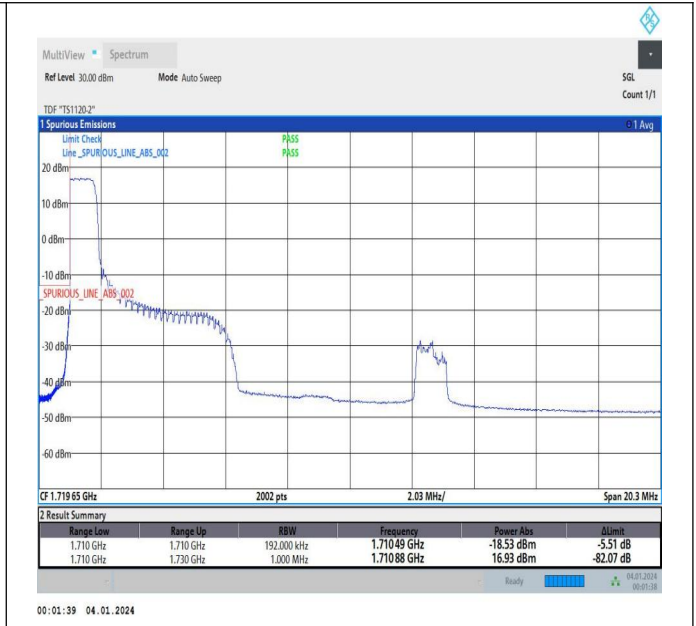 MultiView Spectrum
Ref Level 30.00 dBm Mode Auto Sweep SGL
Count 1/1
TDF "TS1120-2"
1 Spurious Emissions 1 Avg
Limit Check PASS
Line _SPURIOUS_LINE_ABS_002 PASS
20 dBm
10 dBm
0 dBm
-10 dBm
_SPURIOUS_LINE_ABS_002
-20 dBm
-30 dBm
-40 dBm
-50 dBm
-60 dBm
CF 1.719 65 GHz 2002 pts 2.03 MHz/ Span 20.3 MHz
2 Result Summary
Range Low Range Up RBW Frequency Power Abs ΔLimit
1.710 GHz 1.710 GHz 192.000 kHz 1.710 49 GHz -18.53 dBm -5.51 dB
1.710 GHz 1.730 GHz 1.000 MHz 1.710 88 GHz 16.93 dBm -82.07 dB
Ready 04.01.2024
00:01:38
00:01:39 04.01.2024